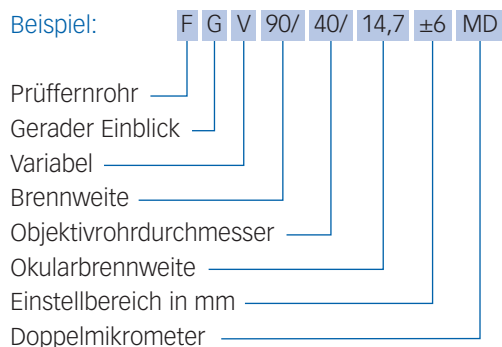 Beispiel: F G V 90/ 40/ 14,7 ±6 MD
Prüffernrohr
Gerader Einblick
Variabel
Brennweite
Objektivrohrdurchmesser
Okularbrennweite
Einstellbereich in mm
Doppelmikrometer